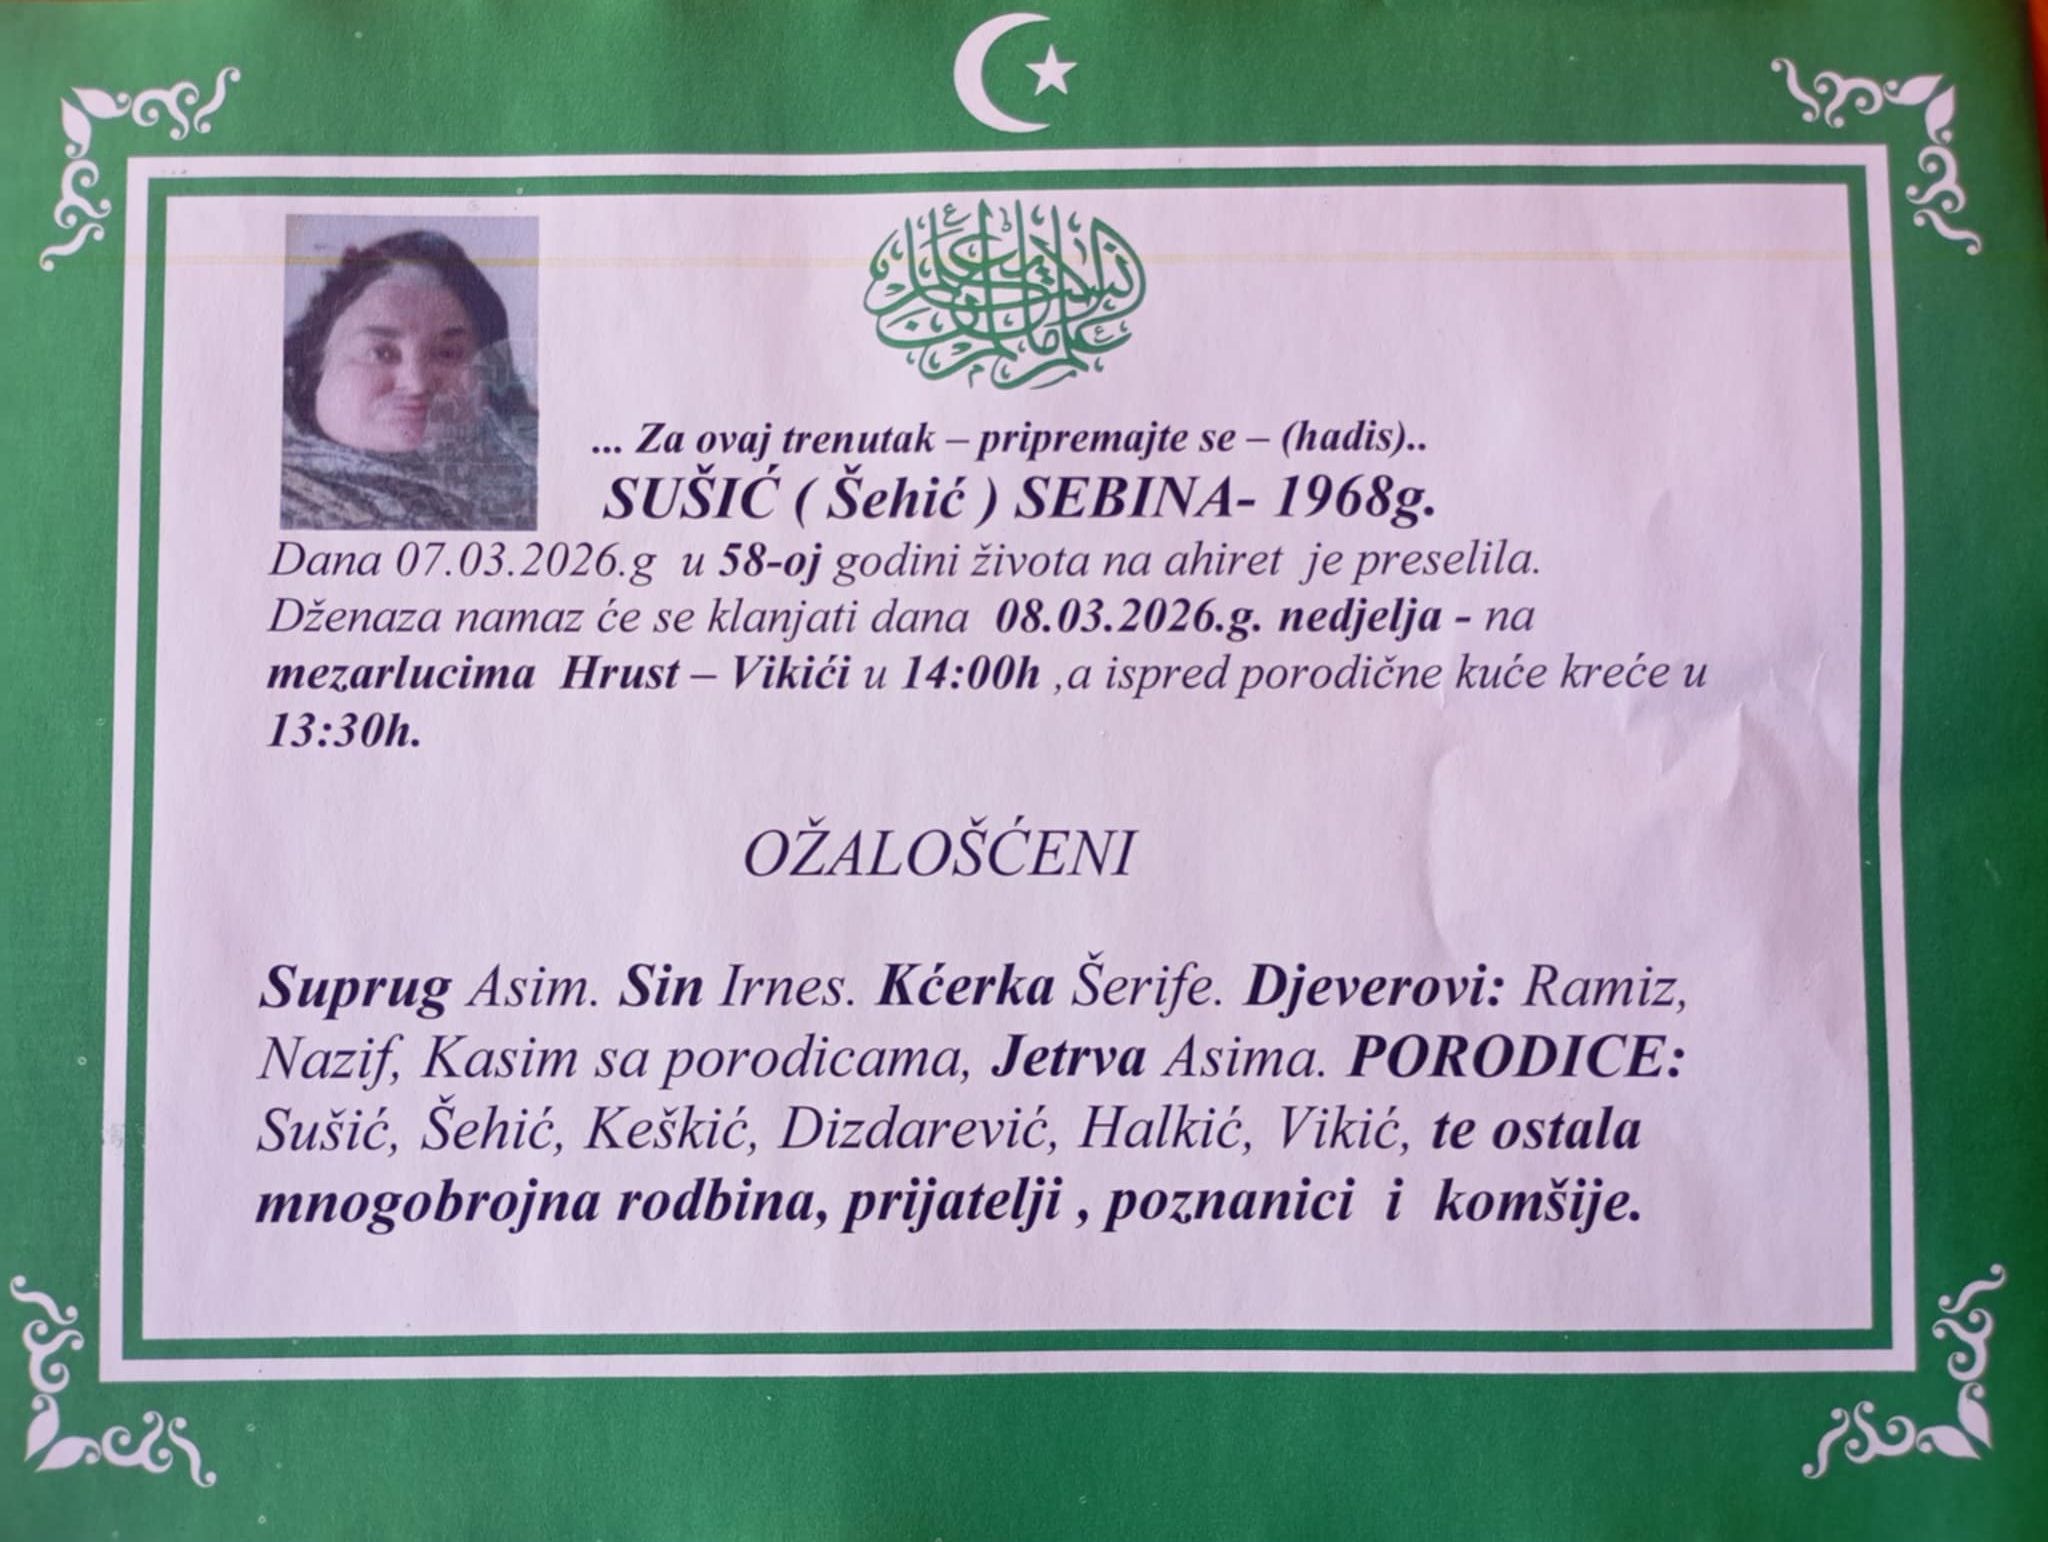 ... Za ovaj trenutak – pripremajte se – (hadis)..
SUŠIĆ ( Šehić ) SEBINA- 1968g.
Dana 07.03.2026.g u 58-oj godini života na ahiret je preselila.
Dženaza namaz će se klanjati dana 08.03.2026.g. nedjelja - na
mezarlucima Hrust – Vikići u 14:00h ,a ispred porodične kuće kreće u
13:30h.
OŽALOŠĆENI
Suprug Asim. Sin Irnes. Kćerka Šerife. Djeverovi: Ramiz,
Nazif, Kasim sa porodicama, Jetrva Asima. PORODICE:
Sušić, Šehić, Keškić, Dizdarević, Halkić, Vikić, te ostala
mnogobrojna rodbina, prijatelji , poznanici i komšije.